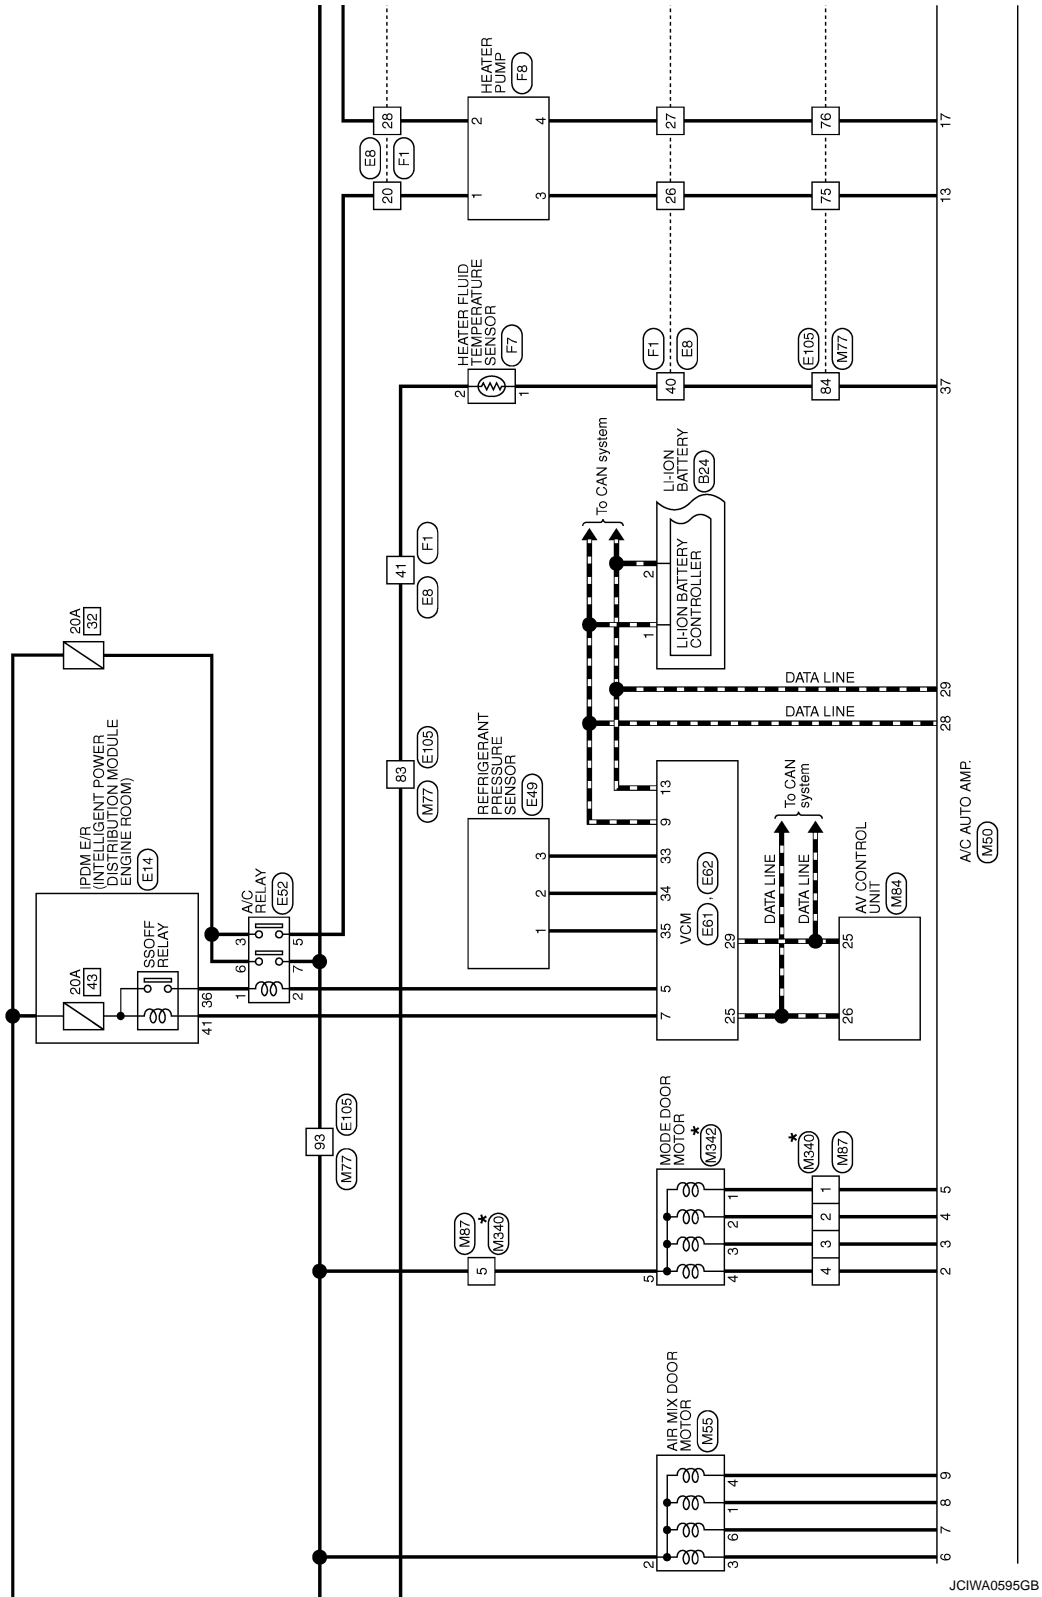 HEATER
PUMP
F8
28
E8
F1
20
2
4
1
3
27
26
76
75
17
13
HEATER FLUID
TEMPERATURE
SENSOR
F7
2
1
F1
E8
40
E105
M77
84
37
41
F1
E8
To CAN system
LI-ION
BATTERY
B24
LI-ION BATTERY
CONTROLLER
2
1
DATA LINE
DATA LINE
29
28
20A
32
IPDM E/R
(INTELLIGENT POWER
DISTRIBUTION MODULE
ENGINE ROOM)
E14
20A
43
SSOFF
RELAY
36
41
A/C
RELAY
E52
3
6
1
5
7
2
83
E105
M77
REFRIGERANT
PRESSURE
SENSOR
E49
3
2
1
13
9
33
34
35
5
7
VCM
E61 , E62
29
25
To CAN
system
DATA LINE
DATA LINE
AV CONTROL
UNIT
M84
25
26
A/C AUTO AMP.
M50
93
E105
M77
M87
*
M340
5
MODE DOOR
MOTOR
*
M342
5
1
2
3
4
*
M340
M87
1
2
3
4
5
4
3
2
AIR MIX DOOR
MOTOR
M55
2
4
1
6
3
9
8
7
6
JCIWA0595GB